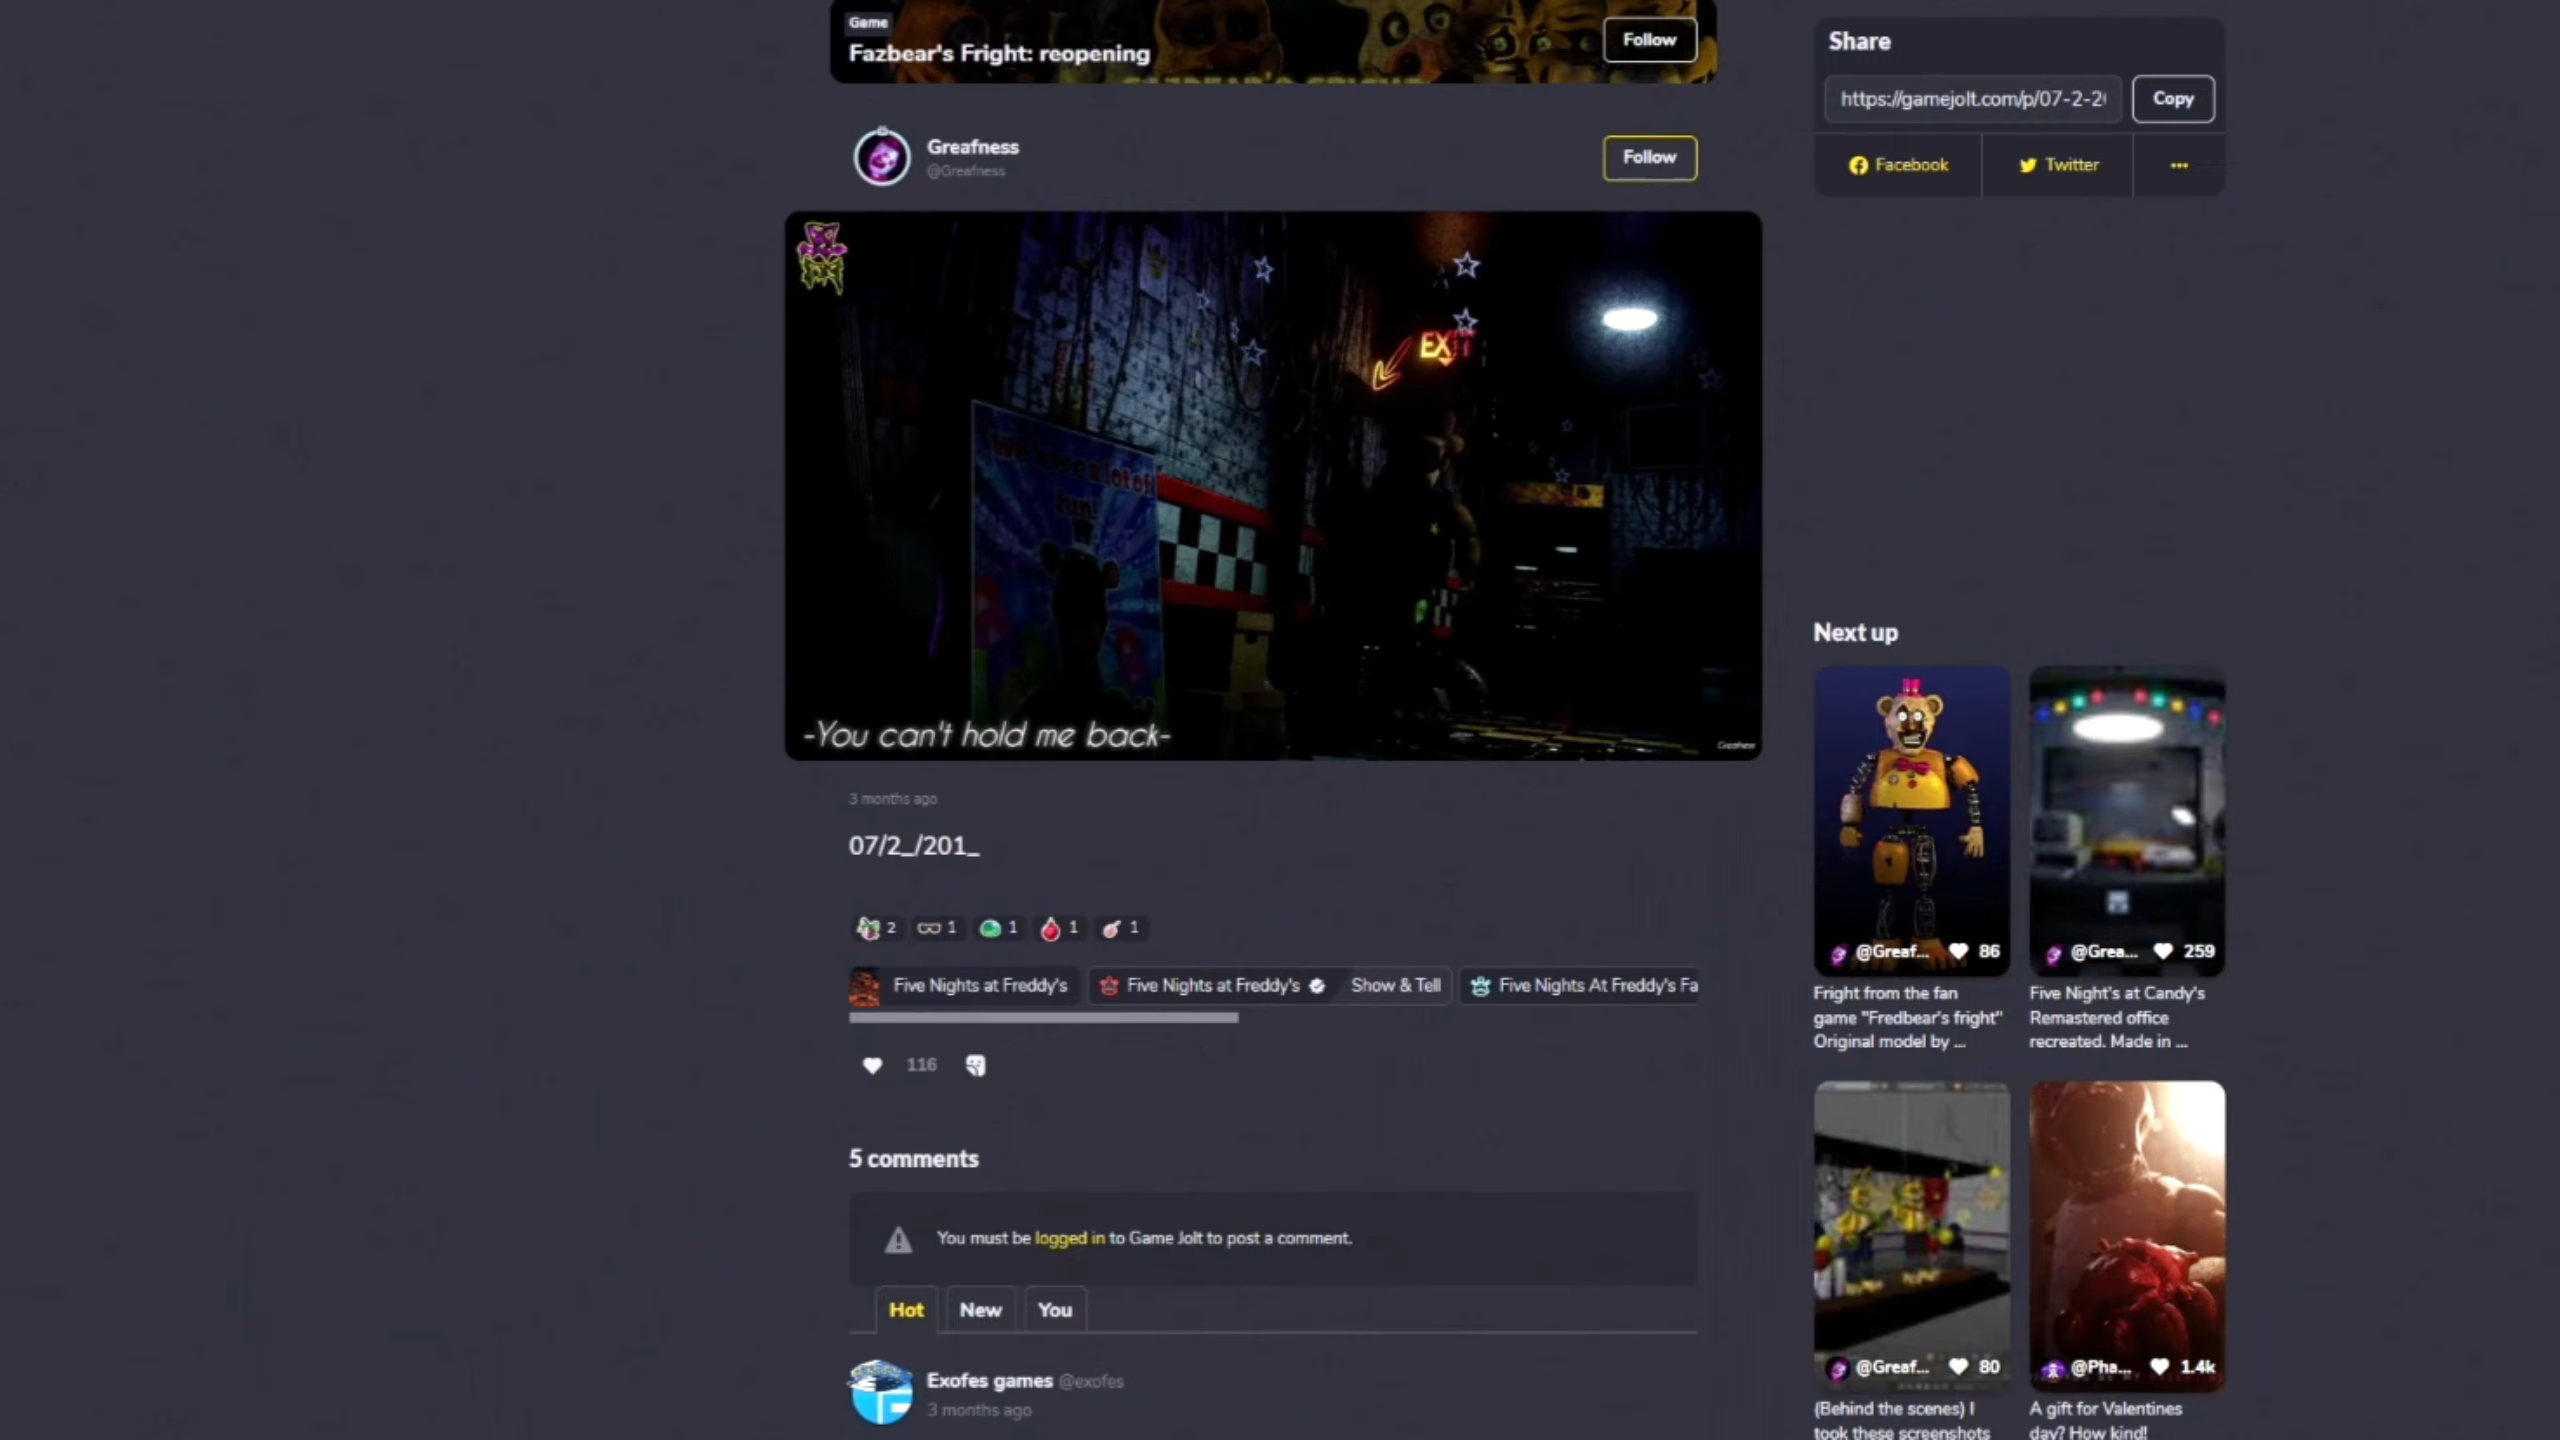 Game
Fazbear's Fright: reopening
Follow
Greafness
@Greafness
Follow
EXIT
-You can't hold me back-
Greafness
3 months ago
07/2_/201_
2
1
1
1
1
Five Nights at Freddy's
Five Nights at Freddy's
Show & Tell
Five Nights At Freddy's Fa
116
5 comments
You must be logged in to Game Jolt to post a comment.
Hot
New
You
Exofes games @exofes
3 months ago
Share
https://gamejolt.com/p/07-2-2
Copy
Facebook
Twitter
Next up
@Greaf... 86
@Grea... 259
Fright from the fan
game "Fredbear's fright"
Original model by ...
Five Night's at Candy's
Remastered office
recreated. Made in ...
@Greaf... 80
@Pha... 1.4k
(Behind the scenes) I
took these screenshots
A gift for Valentines
day? How kind!